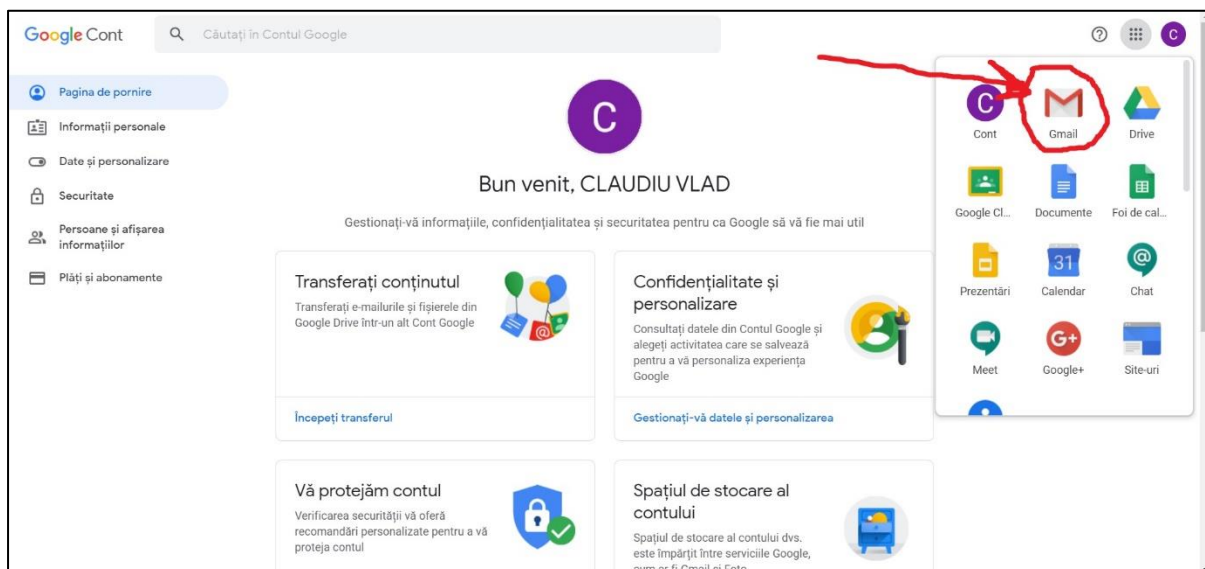 Google Cont
Căutați în Contul Google
C
Pagina de pornire
Informații personale
Date și personalizare
Securitate
Persoane și afișarea
informațiilor
Plăți și abonamente
C
Bun venit, CLAUDIU VLAD
Gestionați-vă informațiile, confidențialitatea și securitatea pentru ca Google să vă fie mai util
Transferați conținutul
Transferați e-mailurile și fișierele din
Google Drive într-un alt Cont Google
Începeți transferul
Confidențialitate și
personalizare
Consultați datele din Contul Google și
alegeți activitatea care se salvează
pentru a vă personaliza experiența
Google
Gestionați-vă datele și personalizarea
Vă protejăm contul
Verificarea securității vă oferă
recomandări personalizate pentru a vă
proteja contul
Spațiul de stocare al
contului
Spațiul de stocare al contului dvs.
este împărțit între serviciile Google,
cum ar fi Gmail și Foto
C
Cont
Gmail
Drive
Google Cl...
Documente
Foi de cal...
31
Prezentări
Calendar
Chat
G+
Meet
Google+
Site-uri